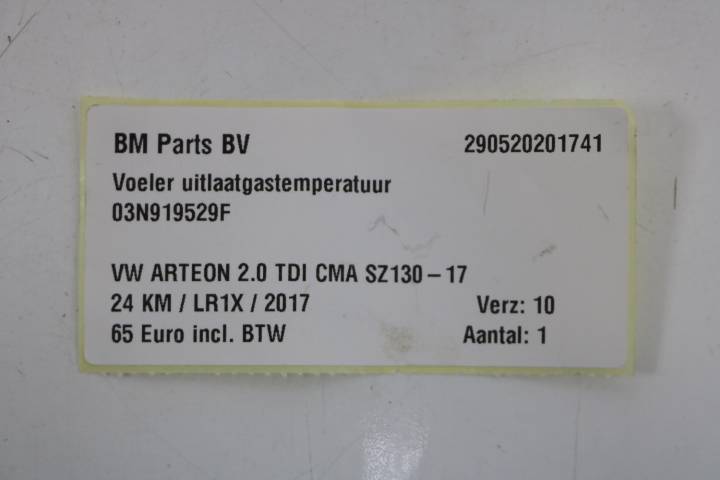 BM Parts BV 290520201741
Voeler uitlaatgastemperatuur
03N919529F
VW ARTEON 2.0 TDI CMA SZ130-17
24 KM / LR1X / 2017 Verz: 10
65 Euro incl. BTW Aantal: 1